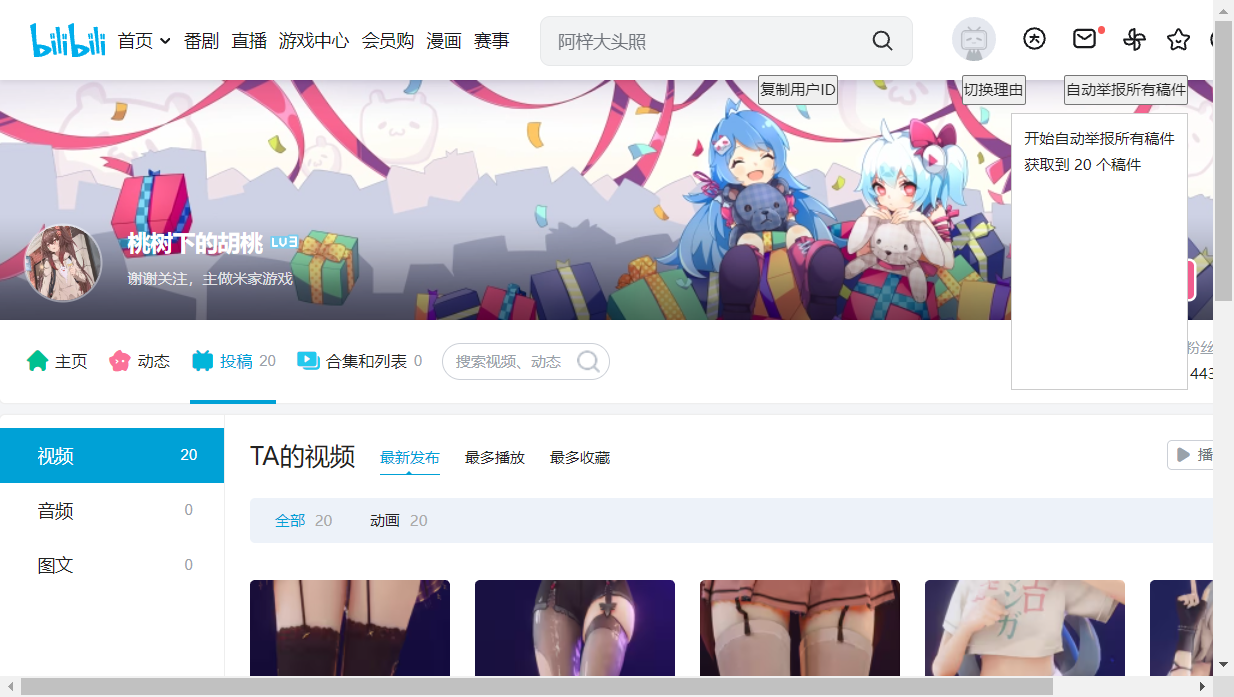 bilibili 首页 番剧 直播 游戏中心 会员购 漫画 赛事 阿梓大头照
复制用户ID 切换理由 自动举报所有稿件
开始自动举报所有稿件
获取到 20 个稿件
桃树下的胡桃 LV3
谢谢关注，主做米家游戏
主页 动态 投稿 20 合集和列表 0 搜索视频、动态 粉丝
443
视频 20
音频 0
图文 0
TA的视频 最新发布 最多播放 最多收藏 播
全部 20 动画 20